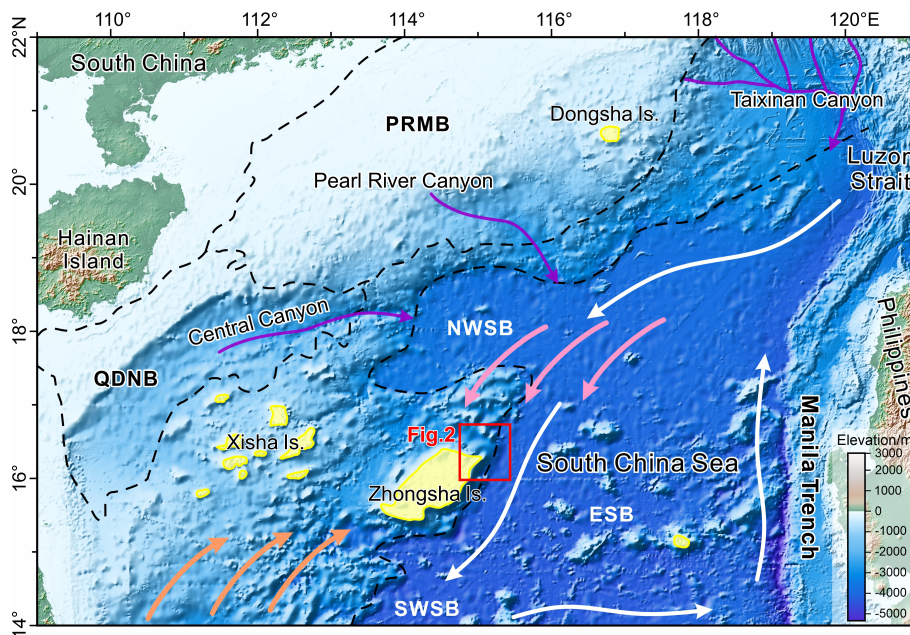 110°
112°
114°
116°
118°
120°E
22°N
South China
Taixinan Canyon
Dongsha Is.
PRMB
Luzon
Strait
20°
Pearl River Canyon
Hainan
Island
Central Canyon
18°
NWSB
Philippines
QDNB
Fig.2
Xisha Is.
South China Sea
Manila Trench
Elevation/m
3000
2000
1000
0
-1000
-2000
-3000
-4000
-5000
16°
Zhongsha Is.
ESB
SWSB
14°